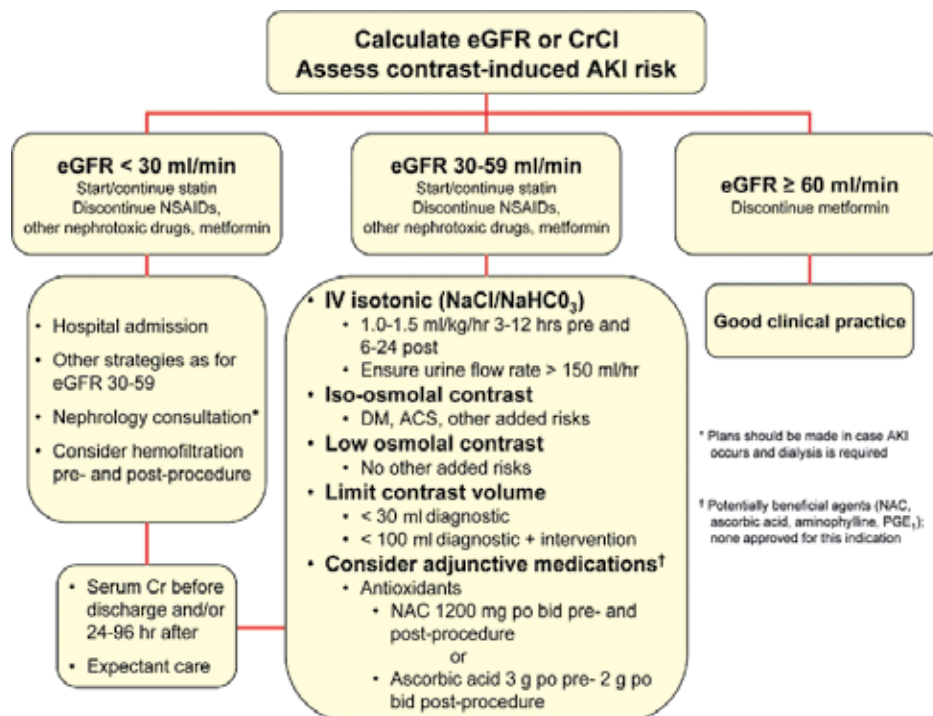 Calculate eGFR or CrCl
Assess contrast-induced AKI risk
eGFR < 30 ml/min
Start/continue statin
Discontinue NSAIDs,
other nephrotoxic drugs, metformin
eGFR 30-59 ml/min
Start/continue statin
Discontinue NSAIDs,
other nephrotoxic drugs, metformin
eGFR ≥ 60 ml/min
Discontinue metformin
• Hospital admission
• Other strategies as for
eGFR 30-59
• Nephrology consultation*
• Consider hemofiltration
pre- and post-procedure
• Serum Cr before
discharge and/or
24-96 hr after
• Expectant care
• IV isotonic (NaCl/NaHC0₃)
• 1.0-1.5 ml/kg/hr 3-12 hrs pre and
6-24 post
• Ensure urine flow rate > 150 ml/hr
• Iso-osmolal contrast
• DM, ACS, other added risks
• Low osmolal contrast
• No other added risks
• Limit contrast volume
• < 30 ml diagnostic
• < 100 ml diagnostic + intervention
• Consider adjunctive medications†
• Antioxidants
• NAC 1200 mg po bid pre- and
post-procedure
or
• Ascorbic acid 3 g po pre- 2 g po
bid post-procedure
Good clinical practice
* Plans should be made in case AKI
occurs and dialysis is required
† Potentially beneficial agents (NAC,
ascorbic acid, aminophylline, PGE₁);
none approved for this indication